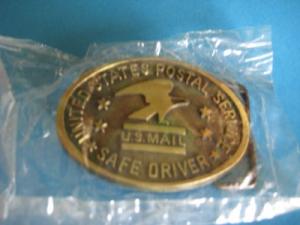 UNITED STATES POSTAL SERVICE
U.S. MAIL
SAFE DRIVER